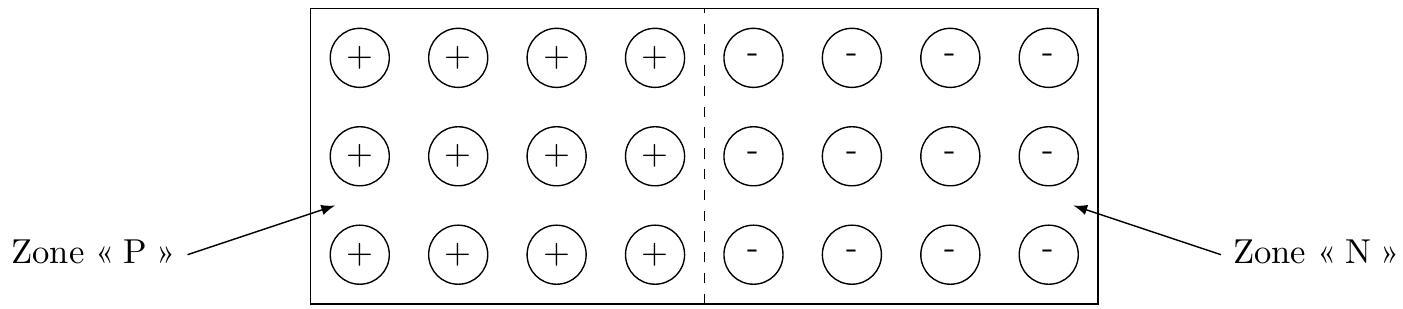 + + + + - - - -
+ + + + - - - -
Zone « P » Zone « N »
+ + + + - - - -